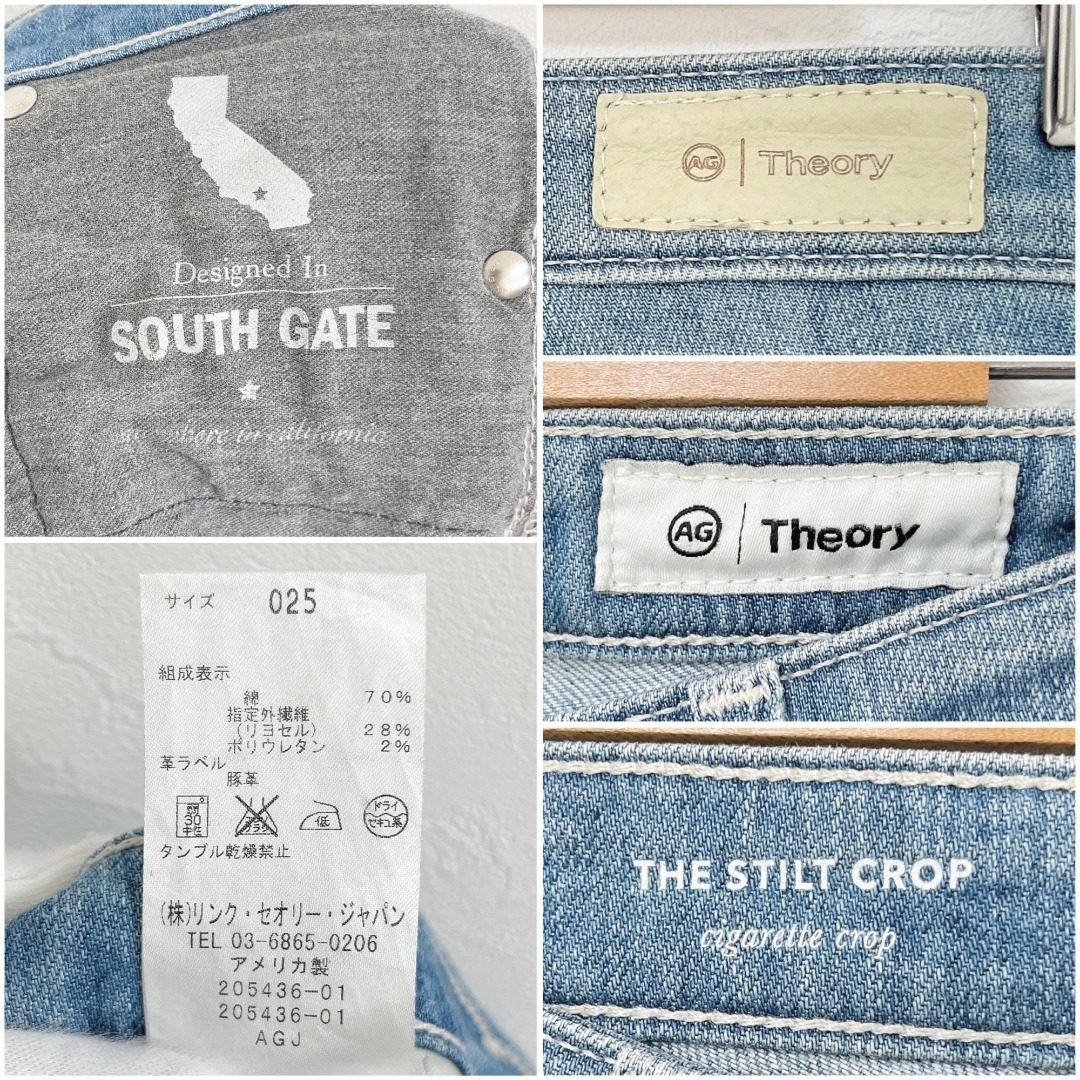 Designed In
SOUTH GATE
in california
AG | Theory
AG | Theory
THE STILT CROP
cigarette crop
サイズ 025
組成表示
綿 70%
指定外繊維
(リヨセル) 28%
ポリウレタン 2%
革ラベル
豚革
30
中性
低
ドライ
セキユ系
タンブル乾燥禁止
(株)リンク・セオリー・ジャパン
TEL 03-6865-0206
アメリカ製
205436-01
205436-01
AGJ